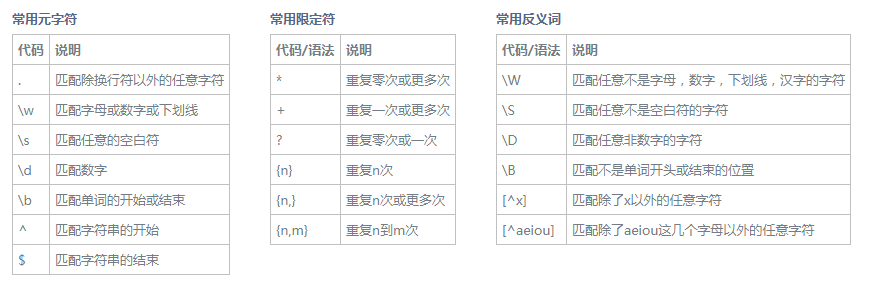 常用元字符
代码 说明
. 匹配除换行符以外的任意字符
\w 匹配字母或数字或下划线
\s 匹配任意的空白符
\d 匹配数字
\b 匹配单词的开始或结束
^ 匹配字符串的开始
$ 匹配字符串的结束
常用限定符
代码/语法 说明
* 重复零次或更多次
+ 重复一次或更多次
? 重复零次或一次
{n} 重复n次
{n,} 重复n次或更多次
{n,m} 重复n到m次
常用反义词
代码/语法 说明
\W 匹配任意不是字母，数字，下划线，汉字的字符
\S 匹配任意不是空白符的字符
\D 匹配任意非数字的字符
\B 匹配不是单词开头或结束的位置
[^x] 匹配除了x以外的任意字符
[^aeiou] 匹配除了aeiou这几个字母以外的任意字符